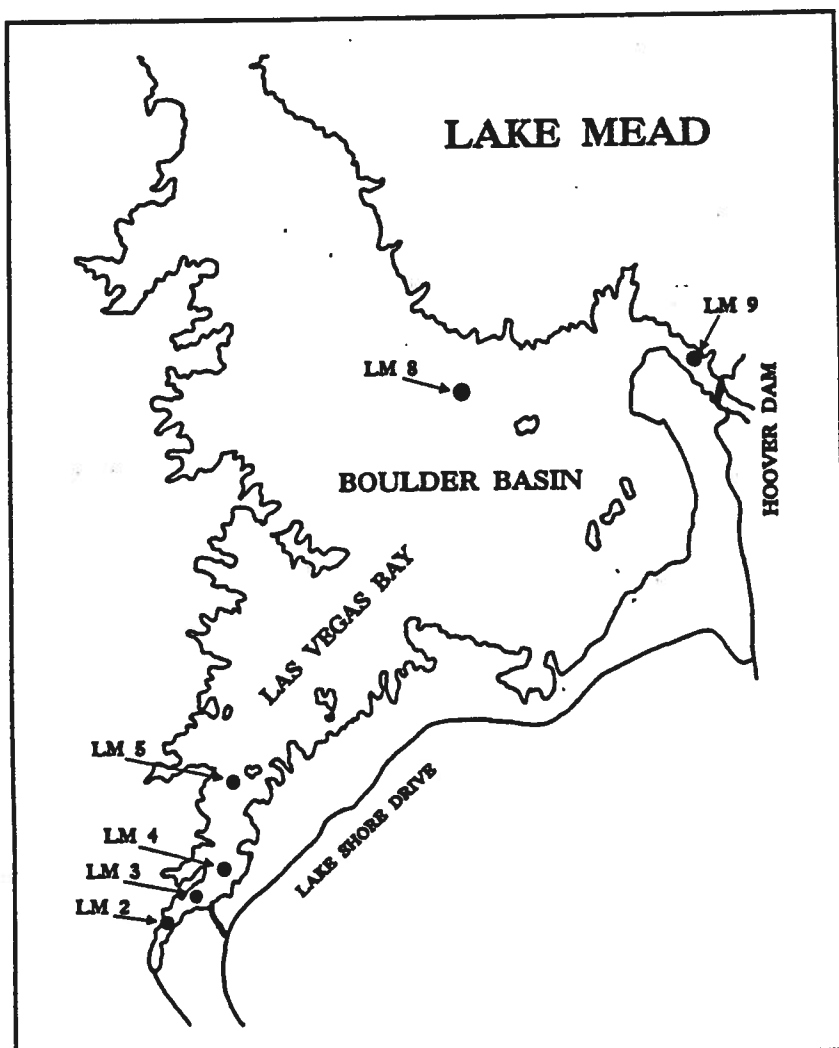 LAKE MEAD
LM 9
LM 8
HOOVER DAM
BOULDER BASIN
LAS VEGAS BAY
LM 5
LAKE SHORE DRIVE
LM 4
LM 3
LM 2